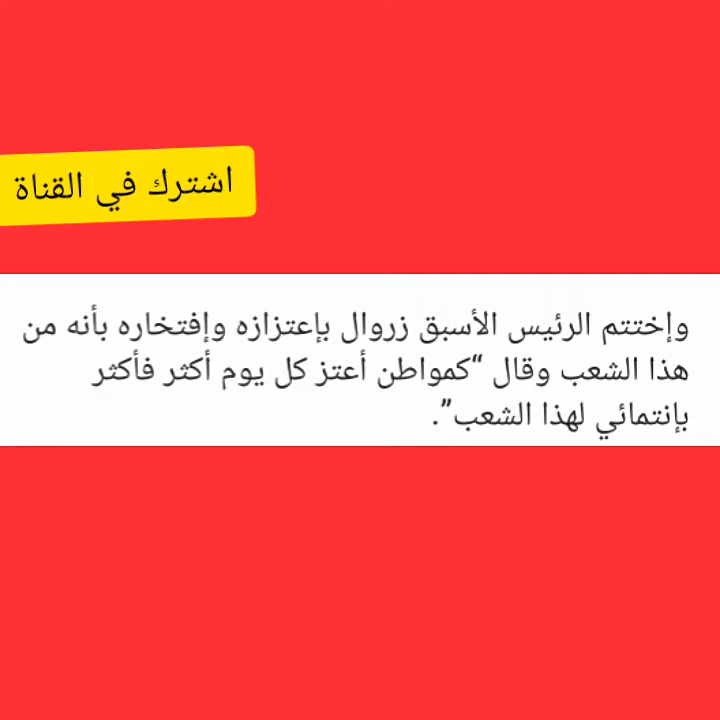 اشترك في القناة
وإختتم الرئيس الأسبق زروال بإعتزازه وإفتخاره بأنه من
هذا الشعب وقال “كمواطن أعتز كل يوم أكثر فأكثر
بإنتمائي لهذا الشعب”.